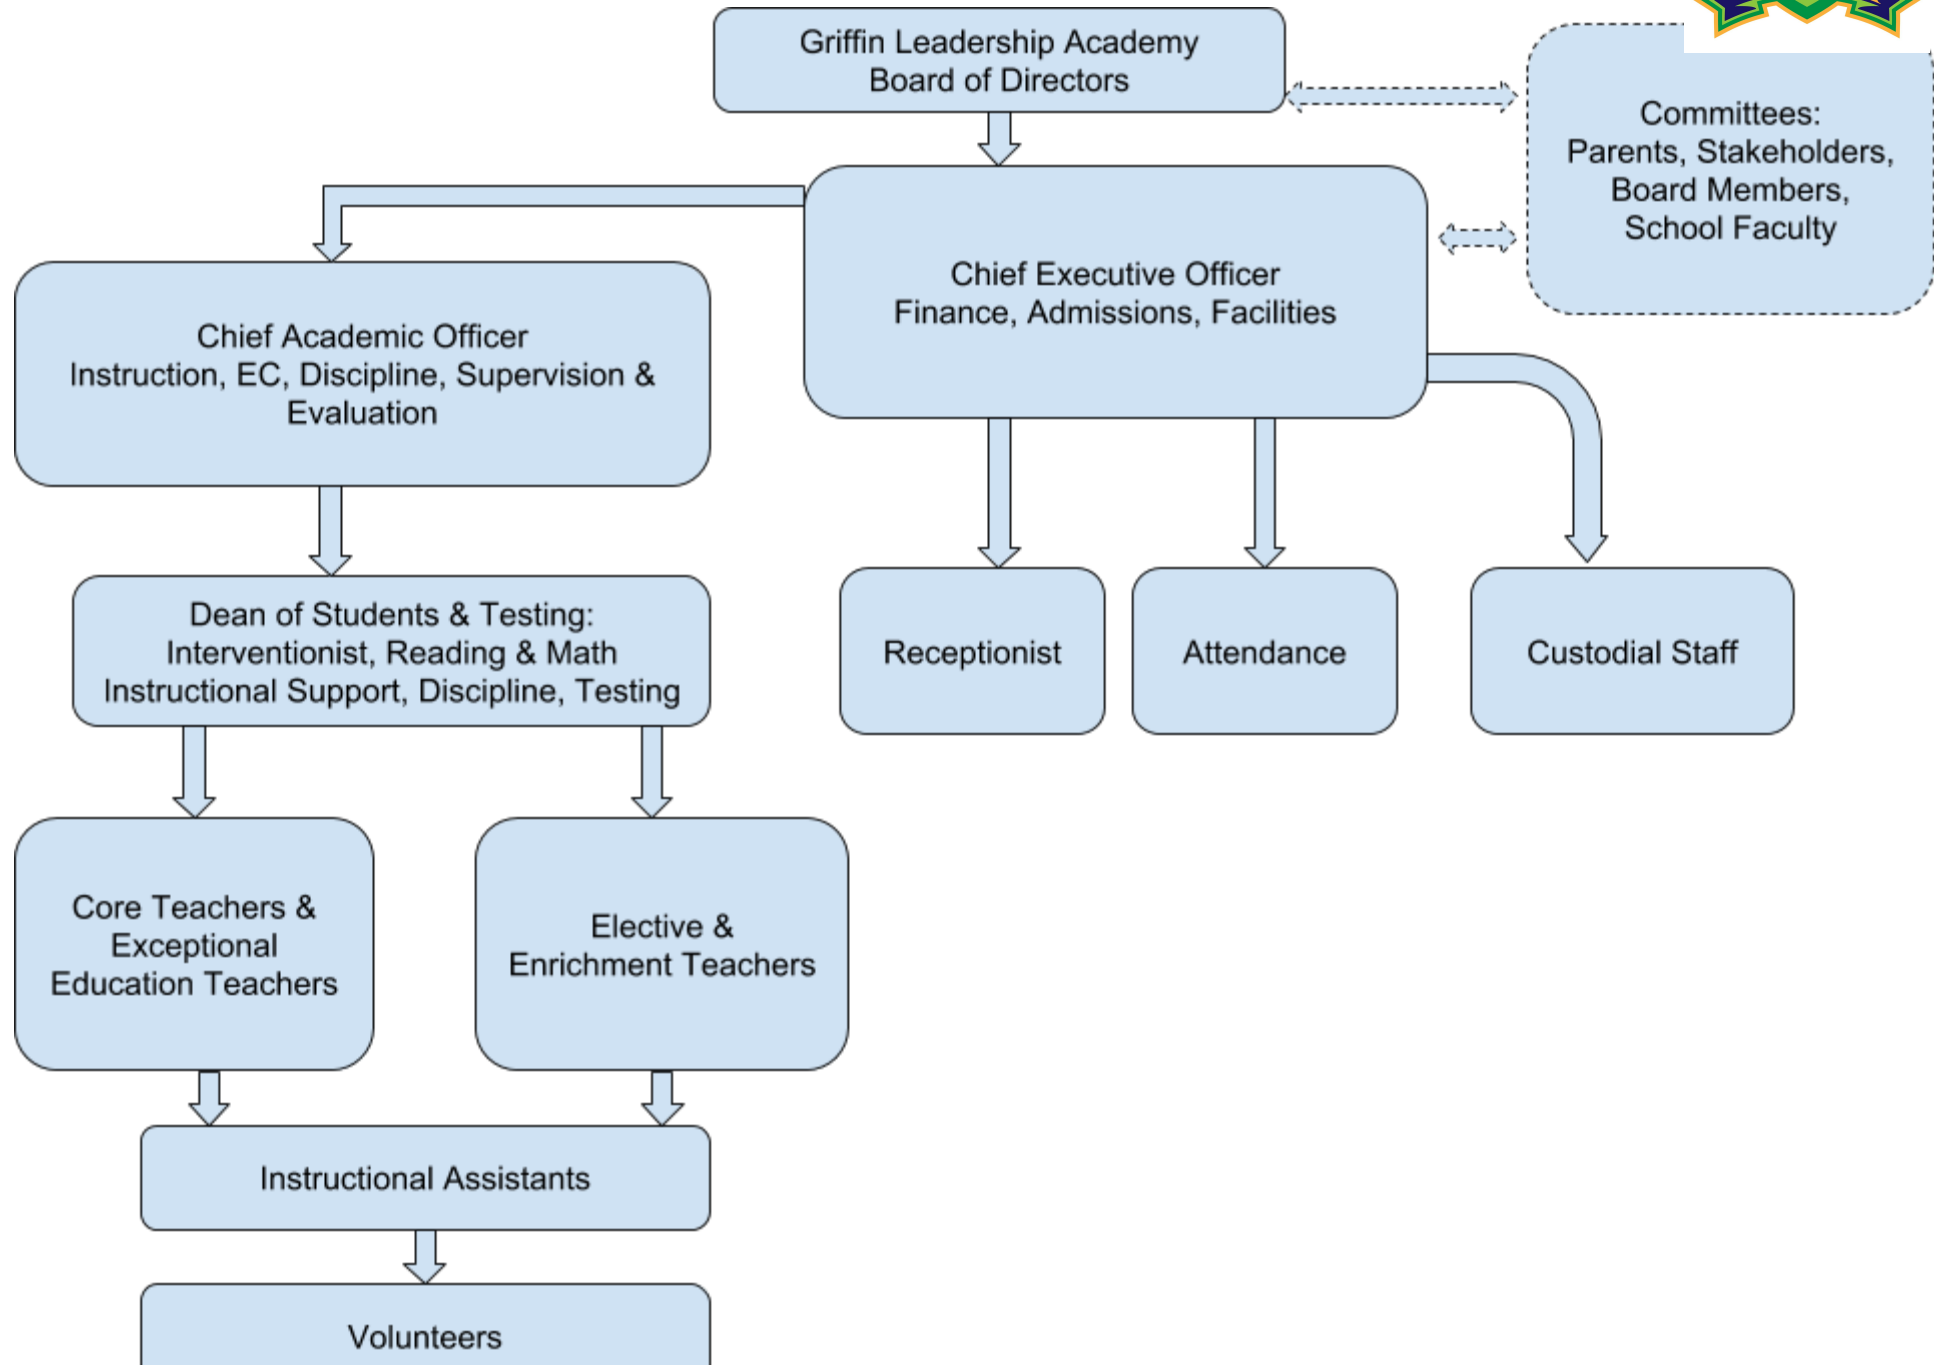 Griffin Leadership Academy
Board of Directors
Committees:
Parents, Stakeholders,
Board Members,
School Faculty
Chief Executive Officer
Finance, Admissions, Facilities
Chief Academic Officer
Instruction, EC, Discipline, Supervision &
Evaluation
Dean of Students & Testing:
Interventionist, Reading & Math
Instructional Support, Discipline, Testing
Receptionist
Attendance
Custodial Staff
Core Teachers &
Exceptional
Education Teachers
Elective &
Enrichment Teachers
Instructional Assistants
Volunteers